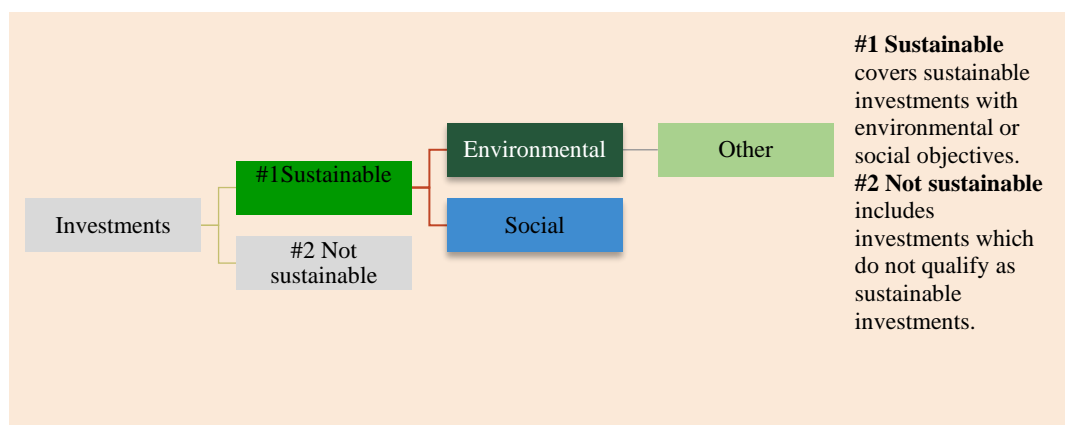 Investments
#1Sustainable
#2 Not
sustainable
Environmental
Social
Other
#1 Sustainable
covers sustainable
investments with
environmental or
social objectives.
#2 Not sustainable
includes
investments which
do not qualify as
sustainable
investments.